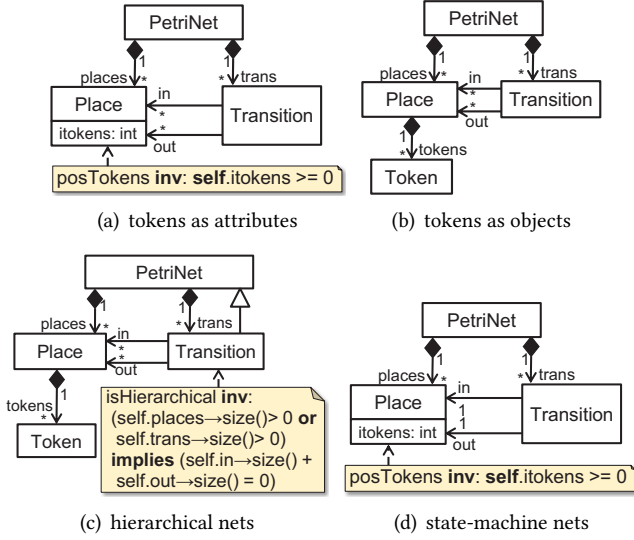 PetriNet
1
1
places
*
*
trans
Place
in
*
Transition
itokens: int
*
out
posTokens inv: self.itokens >= 0
(a) tokens as attributes
PetriNet
1
1
places
*
*
trans
Place
in
*
*
Transition
out
1
*
tokens
Token
(b) tokens as objects
PetriNet
1
1
places
*
*
trans
Place
in
*
*
Transition
out
1
tokens
*
Token
isHierarchical inv:
(self.places→size()> 0 or
self.trans→size()> 0)
implies (self.in→size() +
self.out→size() = 0)
(c) hierarchical nets
PetriNet
1
1
places
*
*
trans
Place
in
1
Transition
itokens: int
1
out
posTokens inv: self.itokens >= 0
(d) state-machine nets